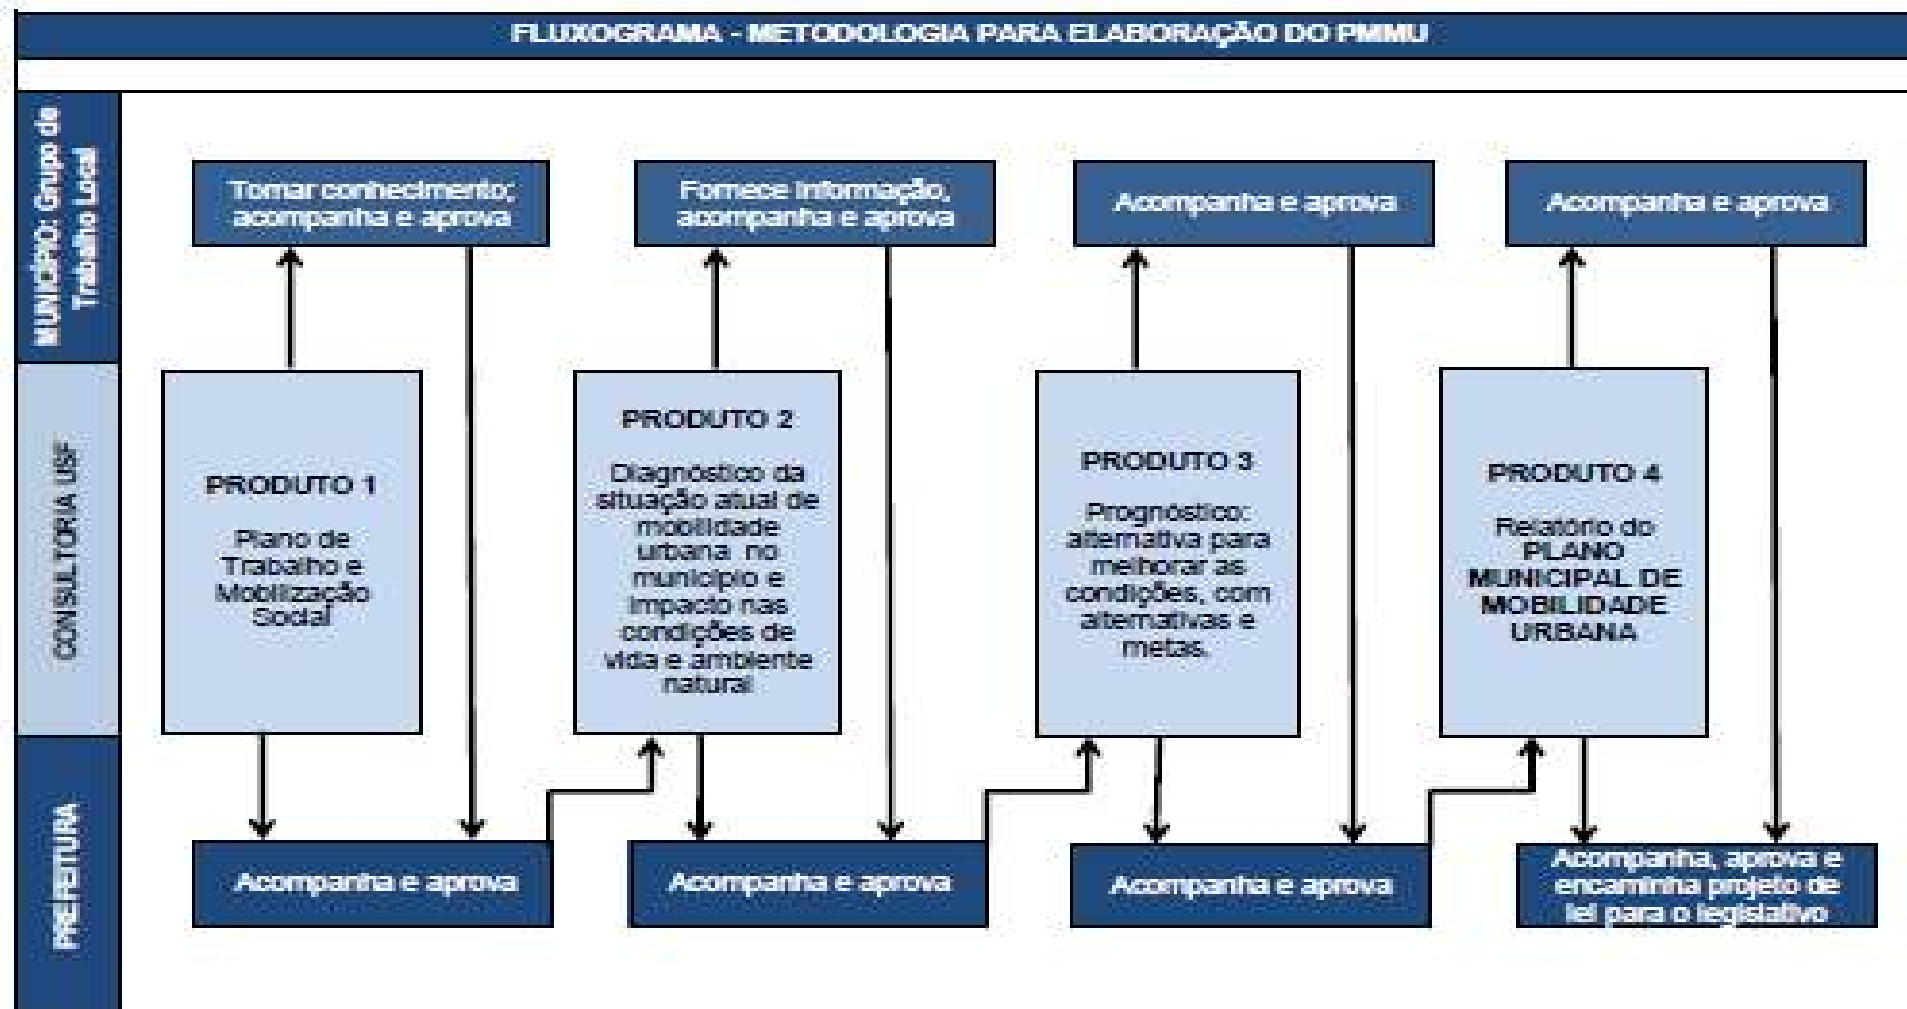 FLUXOGRAMA - METODOLOGIA PARA ELABORAÇÃO DO PMMU
MUNICÍPIO: Grupo de
Trabalho Local
Tomar conhecimento;
acompanha e aprova
Fornece Informação,
acompanha e aprova
Acompanha e aprova
Acompanha e aprova
CONSULTORIA USF
PRODUTO 1
Plano de
Trabalho e
Mobilização
Social
PRODUTO 2
Diagnóstico da
situação atual de
mobilidade
urbana no
município e
impacto nas
condições de
vida e ambiente
natural
PRODUTO 3
Prognóstico:
alternativa para
melhorar as
condições, com
alternativas e
metas.
PRODUTO 4
Relatório do
PLANO
MUNICIPAL DE
MOBILIDADE
URBANA
PREFEITURA
Acompanha e aprova
Acompanha e aprova
Acompanha e aprova
Acompanha, aprova e
encaminha projeto de
lei para o legislativo